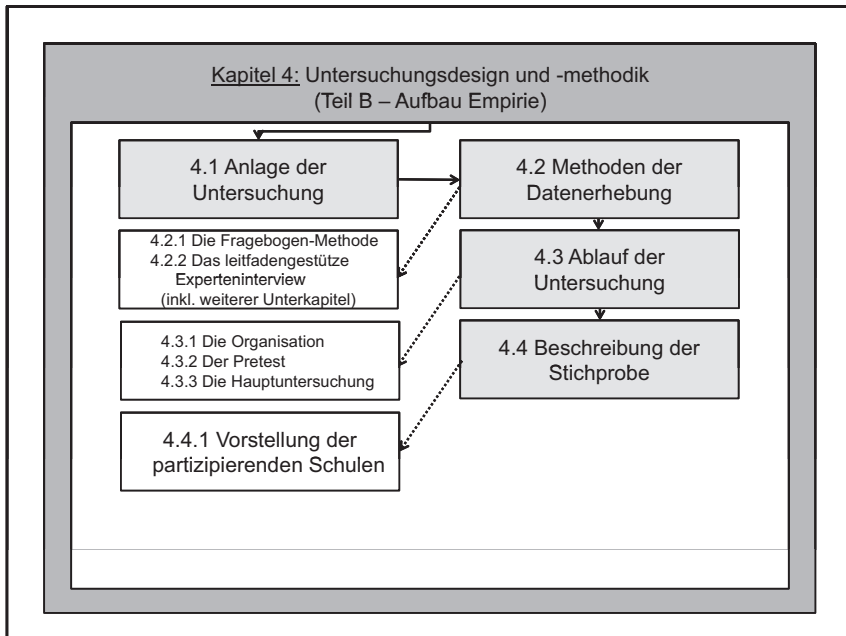 Kapitel 4: Untersuchungsdesign und -methodik
(Teil B – Aufbau Empirie)
4.1 Anlage der
Untersuchung
4.2 Methoden der
Datenerhebung
4.2.1 Die Fragebogen-Methode
4.2.2 Das leitfadengestütze
Experteninterview
(inkl. weiterer Unterkapitel)
4.3 Ablauf der
Untersuchung
4.3.1 Die Organisation
4.3.2 Der Pretest
4.3.3 Die Hauptuntersuchung
4.4 Beschreibung der
Stichprobe
4.4.1 Vorstellung der
partizipierenden Schulen